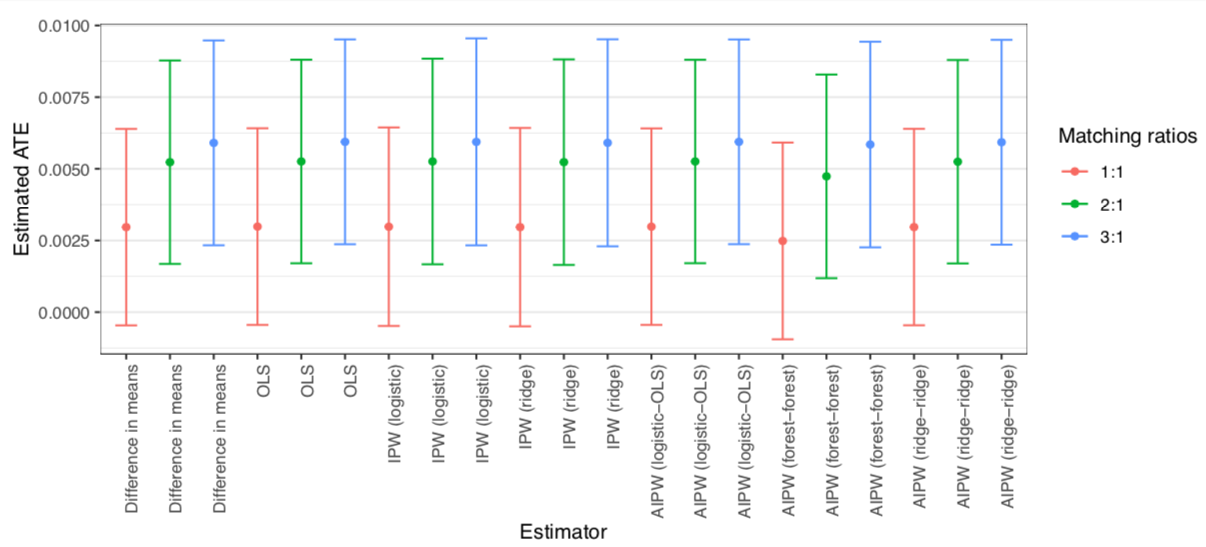 0.0100
0.0075
0.0050
0.0025
0.0000
Estimated ATE
Difference in means
Difference in means
Difference in means
OLS
OLS
OLS
IPW (logistic)
IPW (logistic)
IPW (logistic)
IPW (ridge)
IPW (ridge)
IPW (ridge)
AIPW (logistic−OLS)
AIPW (logistic−OLS)
AIPW (logistic−OLS)
AIPW (forest−forest)
AIPW (forest−forest)
AIPW (forest−forest)
AIPW (ridge−ridge)
AIPW (ridge−ridge)
AIPW (ridge−ridge)
Estimator
Matching ratios
1:1
2:1
3:1